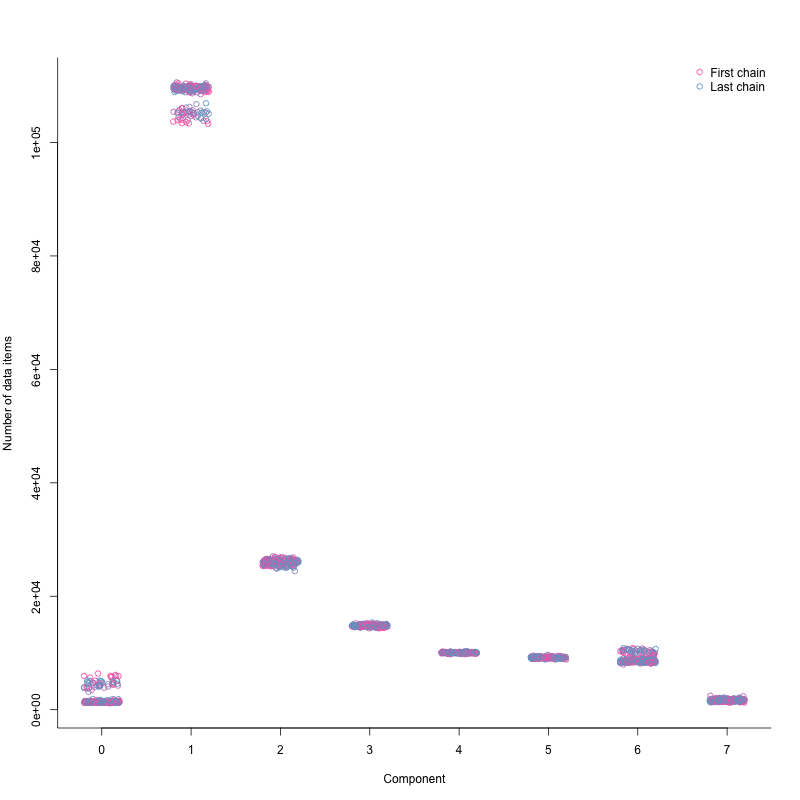 First chain
Last chain
1e+05
8e+04
6e+04
4e+04
2e+04
0e+00
Number of data items
0 1 2 3 4 5 6 7
Component